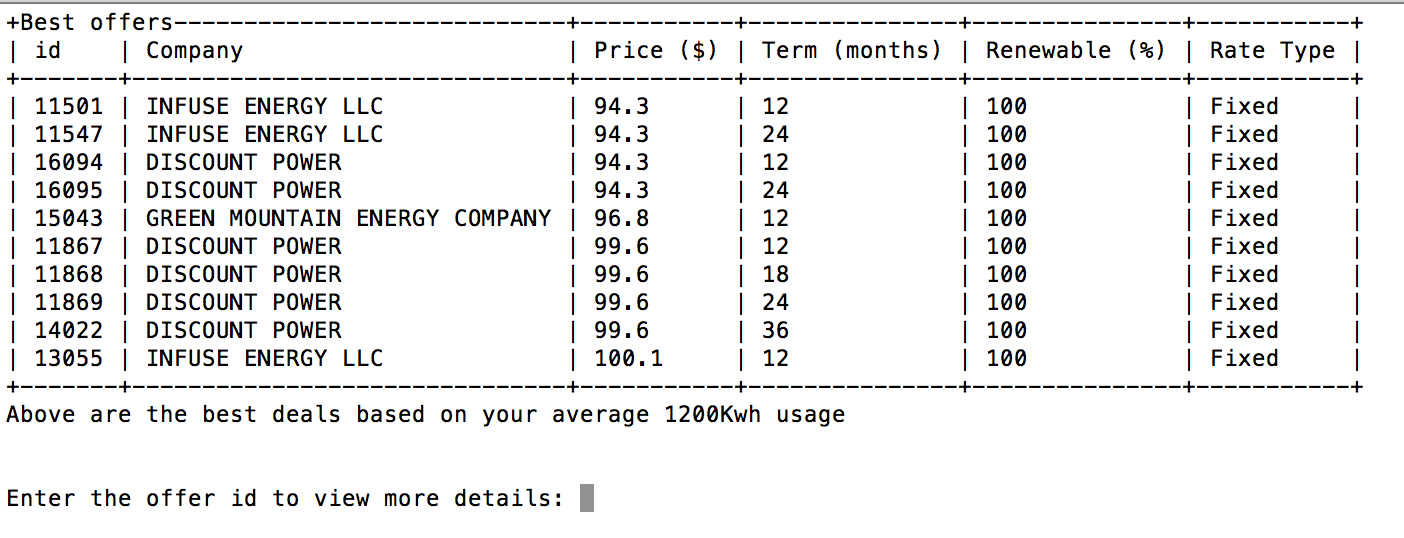 +Best offers----------------------------+-----------+---------------+---------------+-----------+
| id    | Company                       | Price ($) | Term (months) | Renewable (%) | Rate Type |
+-------+-------------------------------+-----------+---------------+---------------+-----------+
| 11501 | INFUSE ENERGY LLC             | 94.3      | 12            | 100           | Fixed     |
| 11547 | INFUSE ENERGY LLC             | 94.3      | 24            | 100           | Fixed     |
| 16094 | DISCOUNT POWER                | 94.3      | 12            | 100           | Fixed     |
| 16095 | DISCOUNT POWER                | 94.3      | 24            | 100           | Fixed     |
| 15043 | GREEN MOUNTAIN ENERGY COMPANY | 96.8      | 12            | 100           | Fixed     |
| 11867 | DISCOUNT POWER                | 99.6      | 12            | 100           | Fixed     |
| 11868 | DISCOUNT POWER                | 99.6      | 18            | 100           | Fixed     |
| 11869 | DISCOUNT POWER                | 99.6      | 24            | 100           | Fixed     |
| 14022 | DISCOUNT POWER                | 99.6      | 36            | 100           | Fixed     |
| 13055 | INFUSE ENERGY LLC             | 100.1     | 12            | 100           | Fixed     |
+-------+-------------------------------+-----------+---------------+---------------+-----------+
Above are the best deals based on your average 1200Kwh usage
Enter the offer id to view more details: